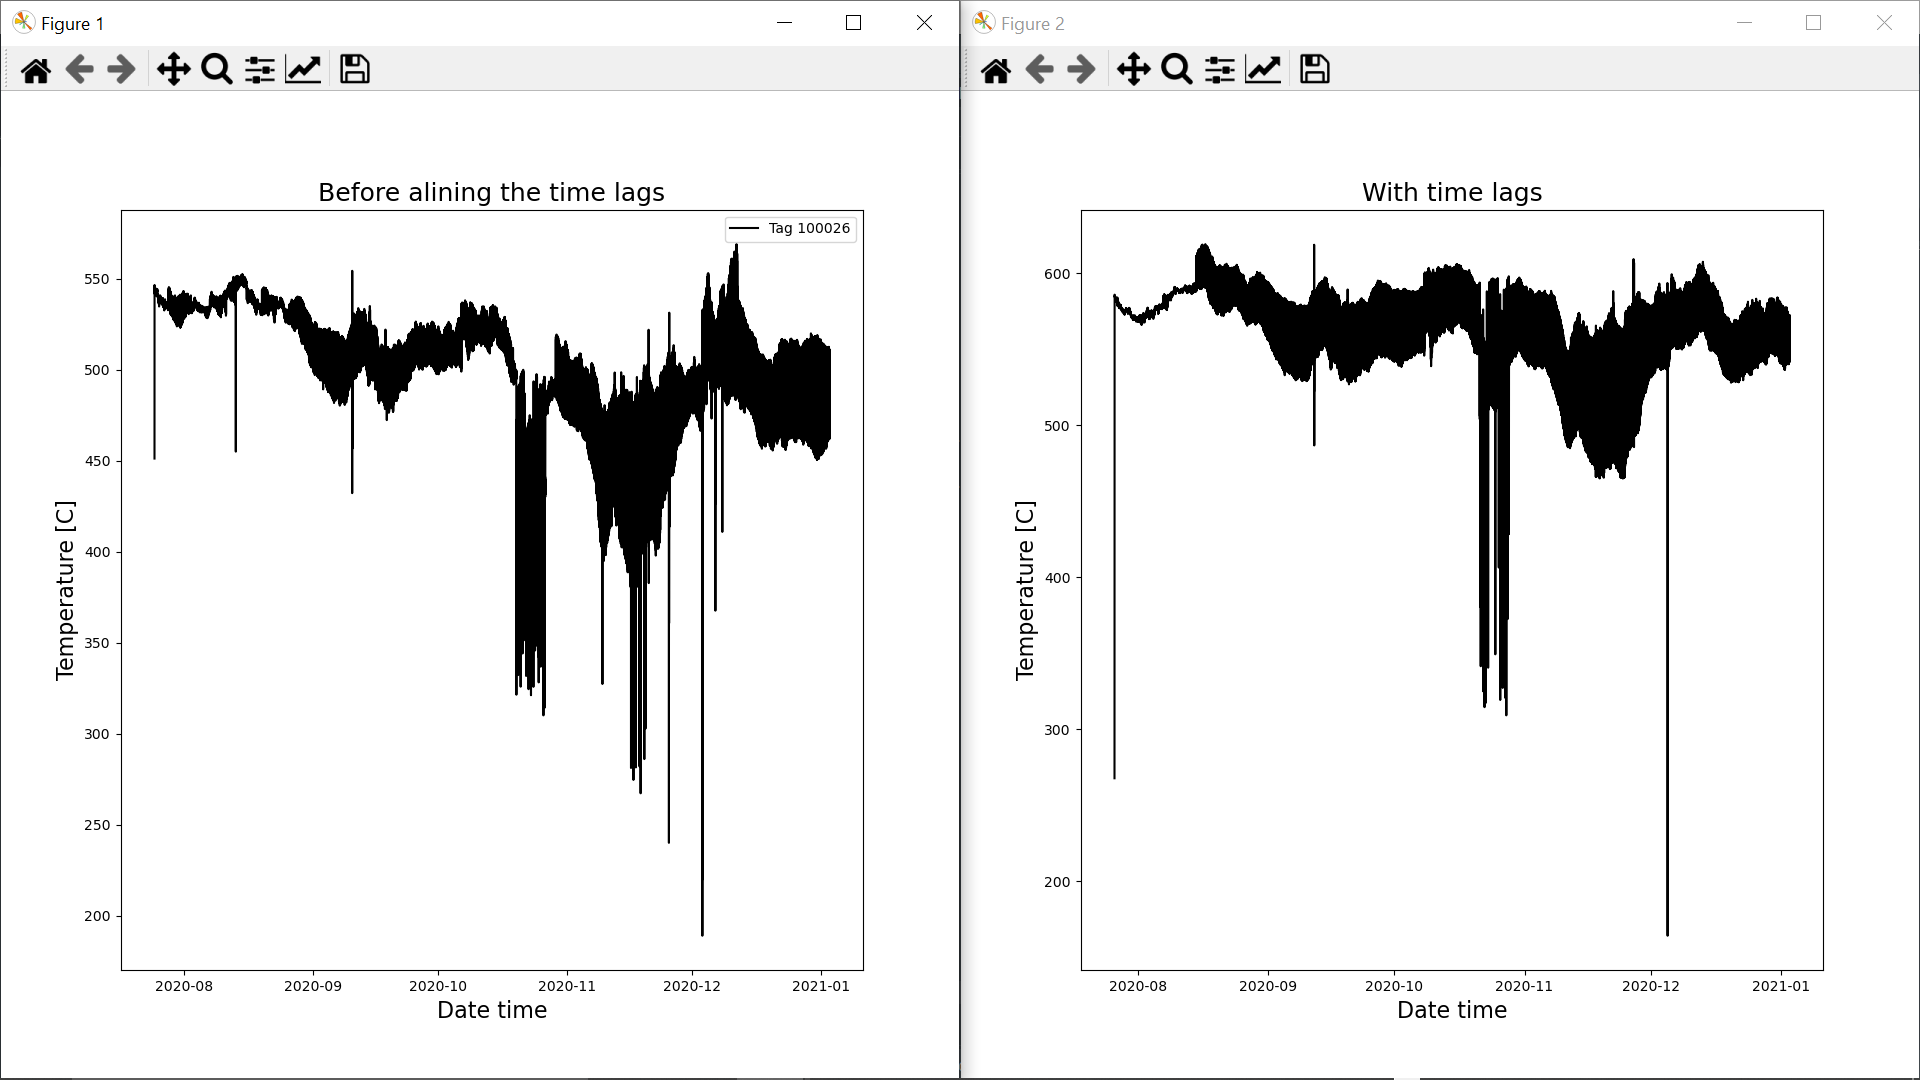 Figure 1
Before alining the time lags
Tag 100026
550
500
450
400
350
300
250
200
Temperature [C]
2020-08 2020-09 2020-10 2020-11 2020-12 2021-01
Date time
Figure 2
With time lags
600
500
400
300
200
Temperature [C]
2020-08 2020-09 2020-10 2020-11 2020-12 2021-01
Date time